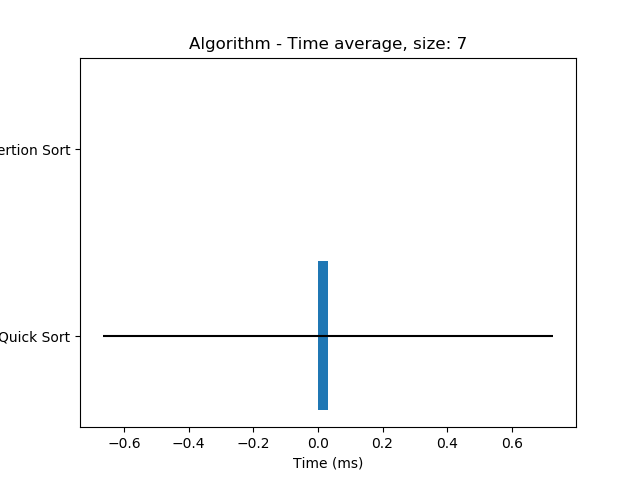 Algorithm - Time average, size: 7
ertion Sort
Quick Sort
−0.6 −0.4 −0.2 0.0 0.2 0.4 0.6
Time (ms)